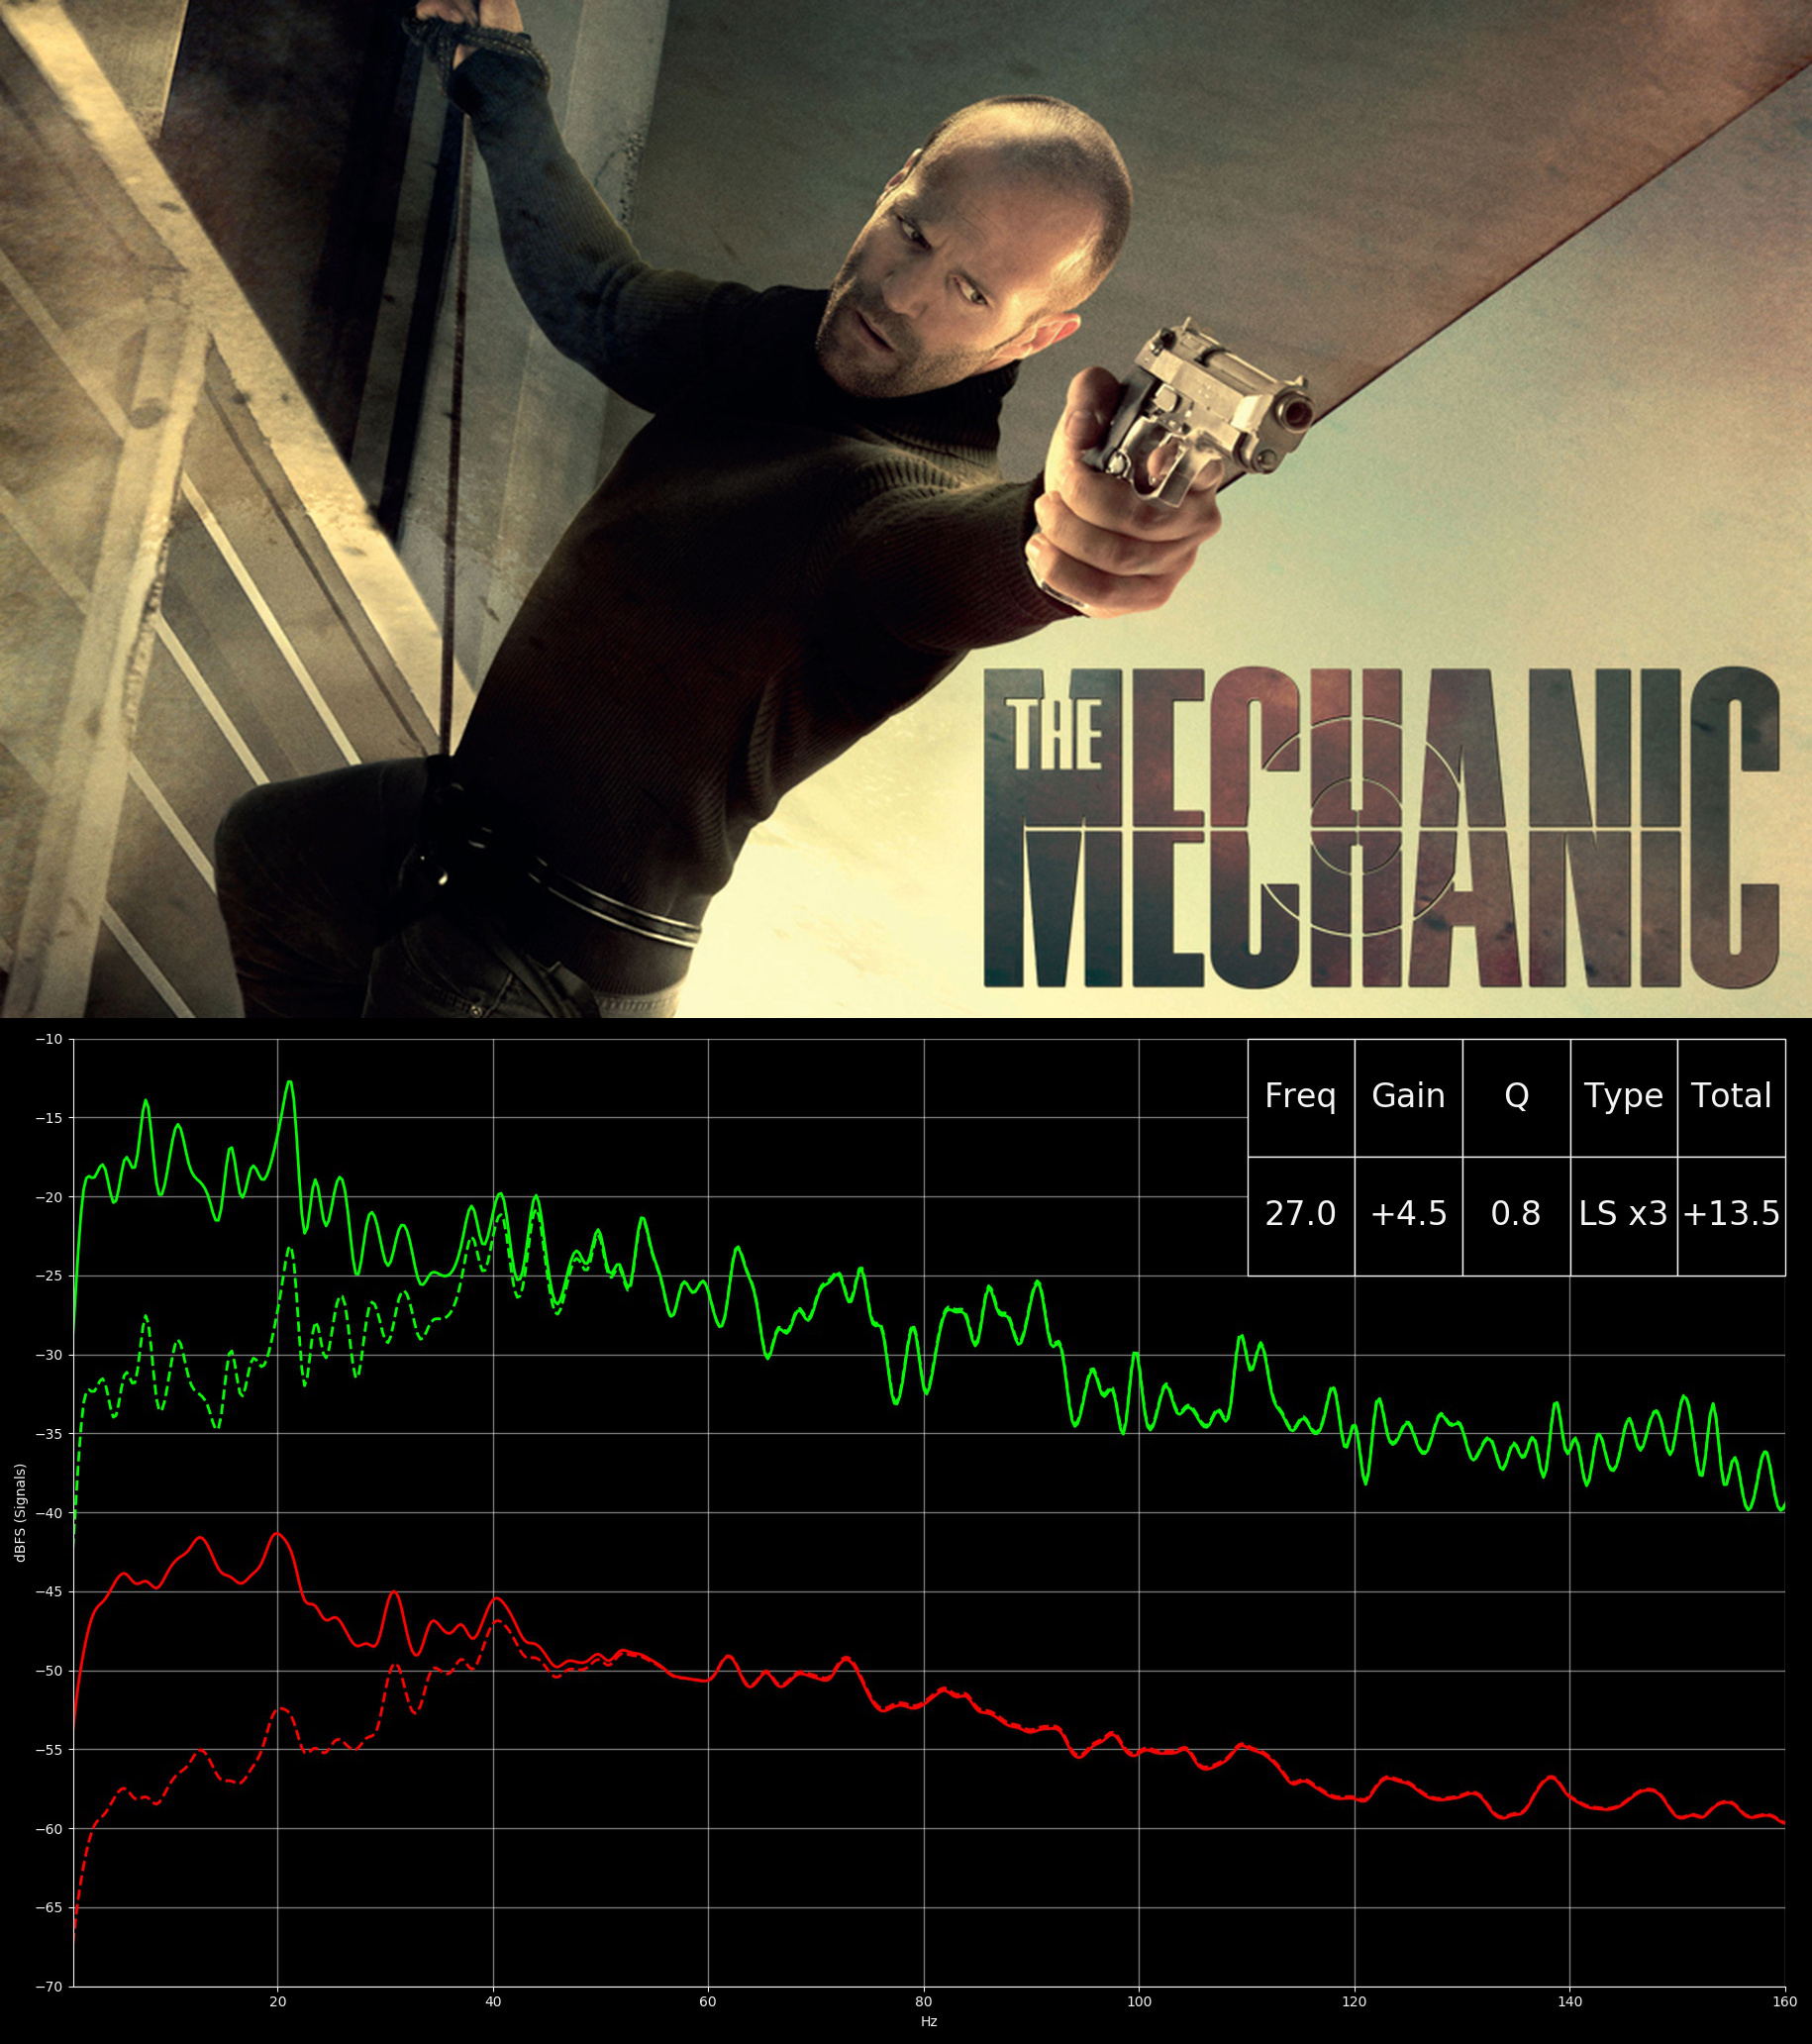 THE
MECHANIC
Freq Gain Q Type Total
27.0 +4.5 0.8 LS x3 +13.5
−10
−15
−20
−25
−30
−35
−40
−45
−50
−55
−60
−65
−70
dBFS (Signals)
20 40 60 80 100 120 140 160
Hz